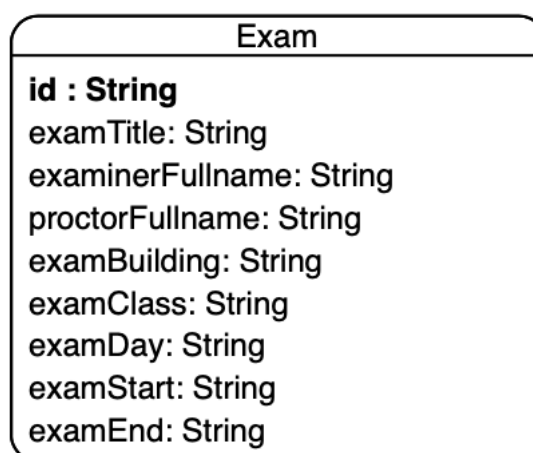 Exam
id : String
examTitle: String
examinerFullname: String
proctorFullname: String
examBuilding: String
examClass: String
examDay: String
examStart: String
examEnd: String